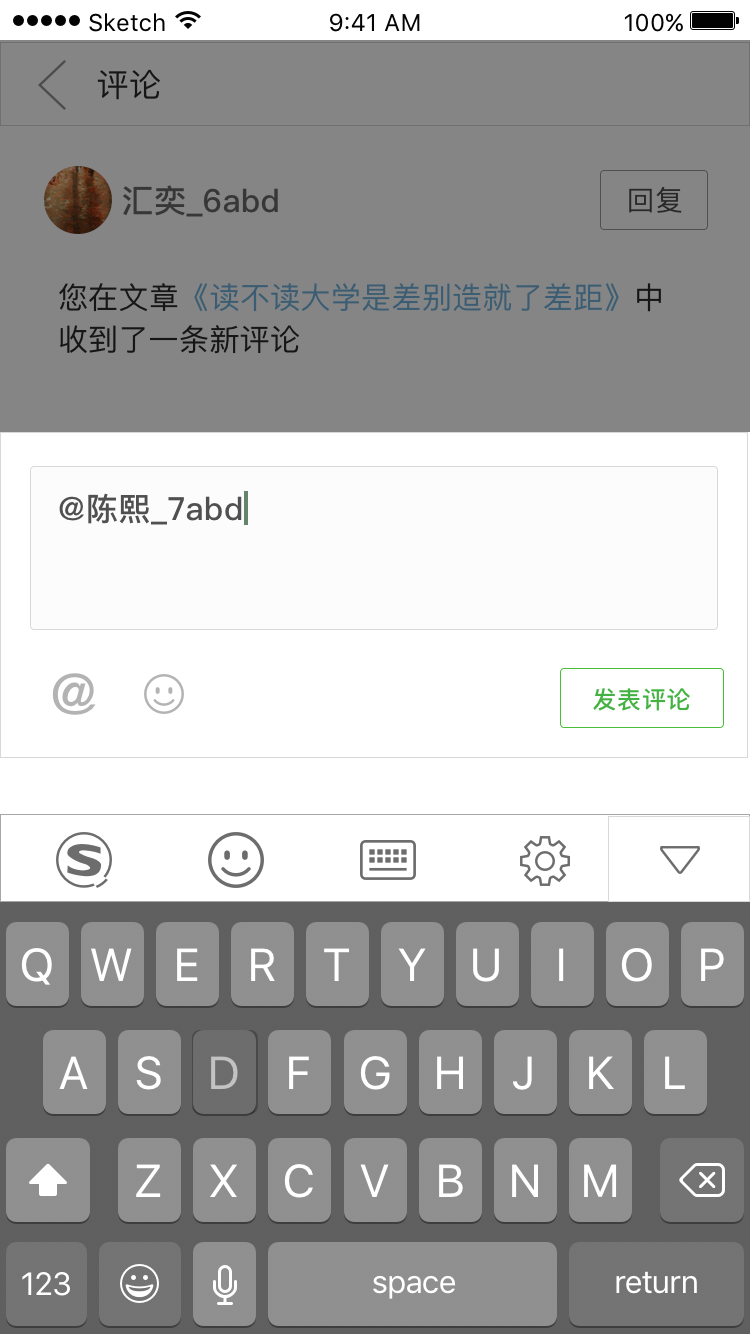 Sketch 9:41 AM 100%
评论
汇奕_6abd 回复
您在文章《读不读大学是差别造就了差距》中
收到了一条新评论
@陈熙_7abd
@ 发表评论
S
Q W E R T Y U I O P
A S D F G H J K L
Z X C V B N M
123 space return